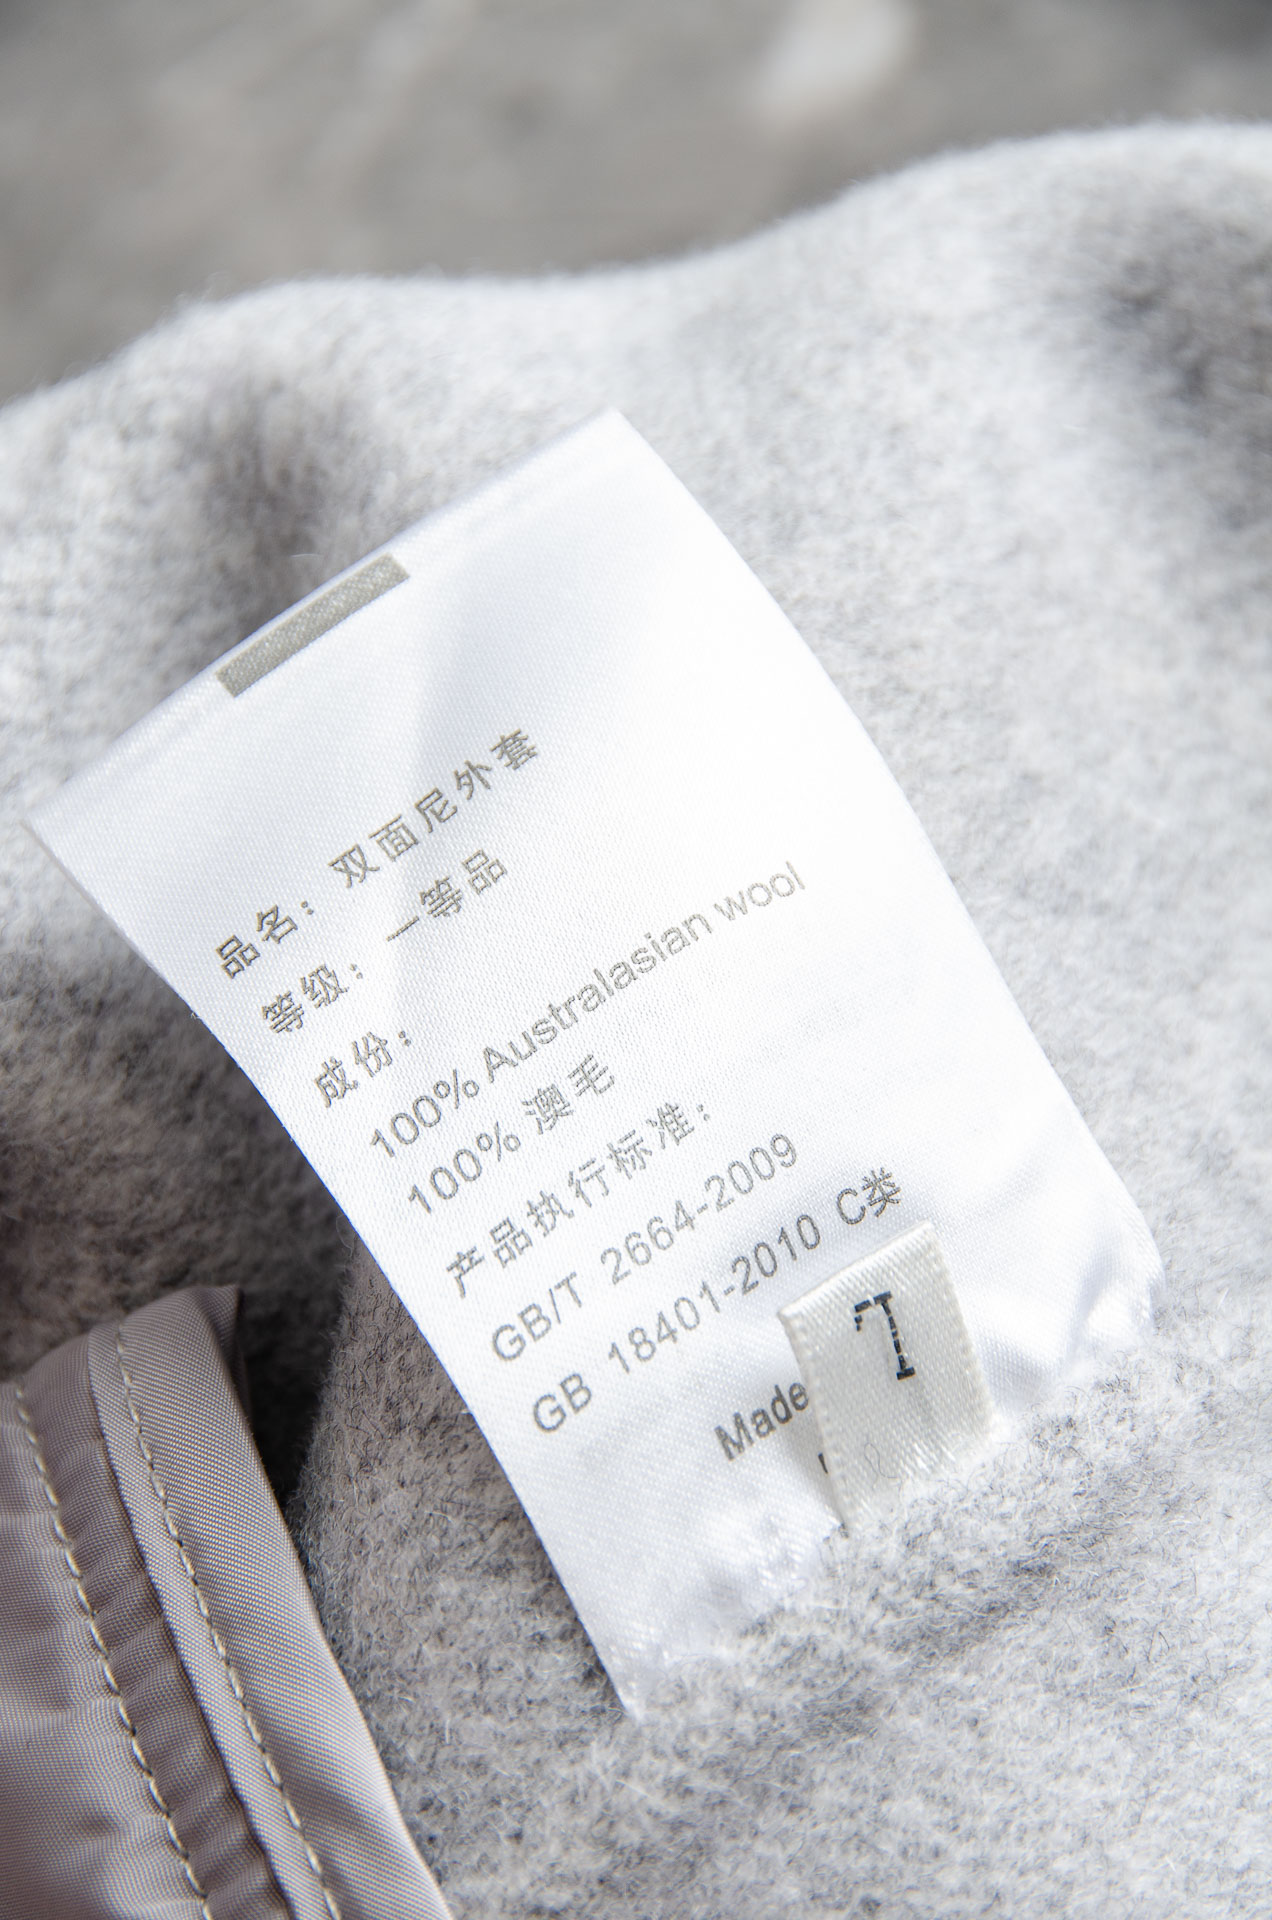 品名: 双面尼外套
等级: 一等品
成份:
100% Australasian wool
100% 澳毛
产品执行标准:
GB/T 2664-2009
GB 18401-2010 C类
Made
L